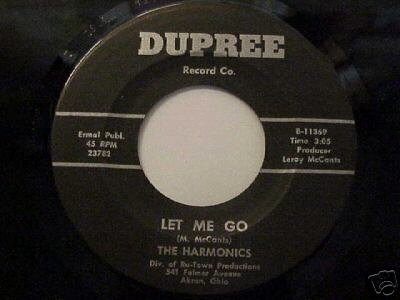 DUPREE
Record Co.
Ermal Publ.
45 RPM
23782
B-11369
Time 3:05
Producer
Leroy McCants
LET ME GO
(M. McCants)
THE HARMONICS
Div. of Ru-Town Productions
541 Palmer Avenue
Akron, Ohio